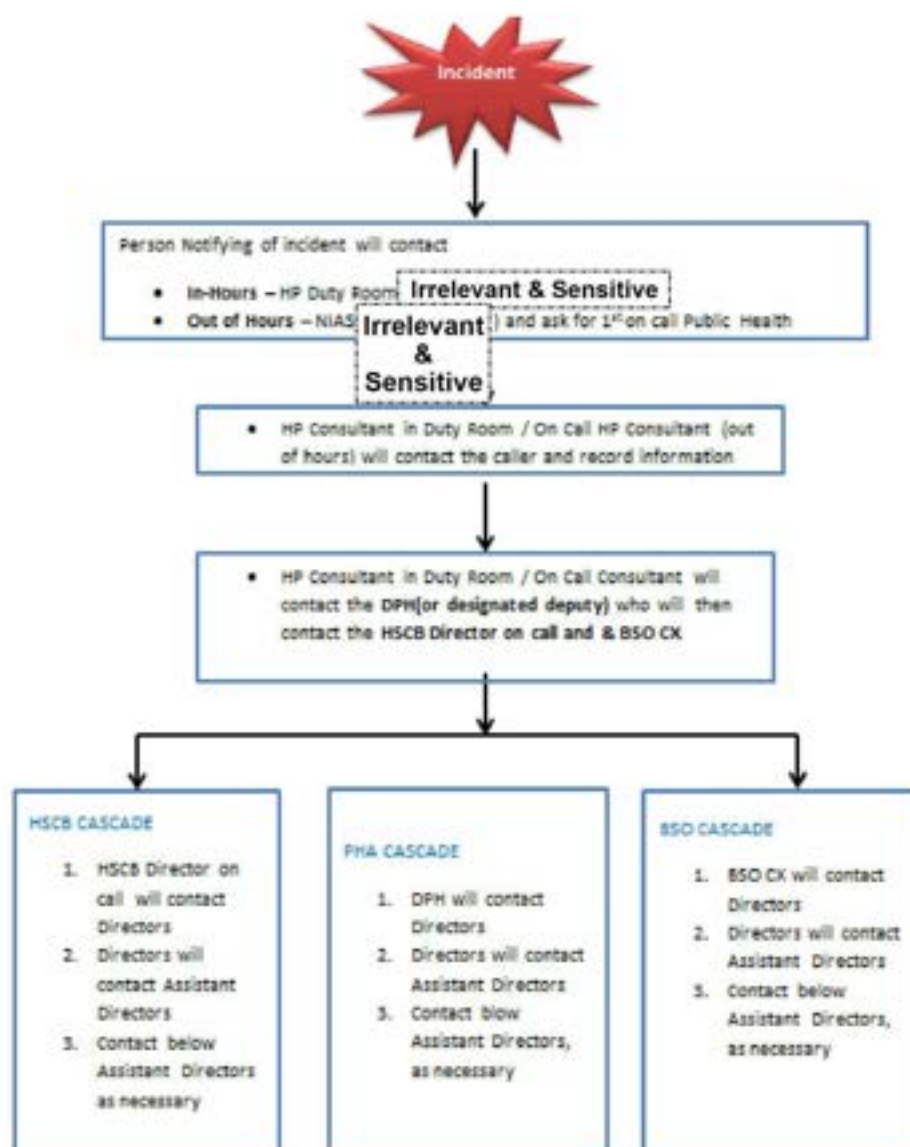 Incident
Person Notifying of incident will contact
• In-Hours – HP Duty Room Irrelevant & Sensitive
• Out of Hours – NIAS Irrelevant & Sensitive ) and ask for 1st on call Public Health
• HP Consultant in Duty Room / On Call HP Consultant (out
of hours) will contact the caller and record information
• HP Consultant in Duty Room / On Call Consultant will
contact the DPH(or designated deputy) who will then
contact the HSCB Director on call and & BSO CX
HSCB CASCADE
1. HSCB Director on
call will contact
Directors
2. Directors will
contact Assistant
Directors
3. Contact below
Assistant Directors
as necessary
PHA CASCADE
1. DPH will contact
Directors
2. Directors will contact
Assistant Directors
3. Contact blow
Assistant Directors,
as necessary
BSO CASCADE
1. BSO CX will contact
Directors
2. Directors will contact
Assistant Directors
3. Contact below
Assistant Directors,
as necessary